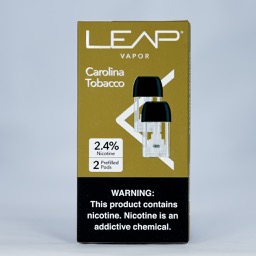 LEAP®
VAPOR
Carolina
Tobacco
2.4%
Nicotine
2 Prefilled
Pods
WARNING:
This product contains
nicotine. Nicotine is an
addictive chemical.